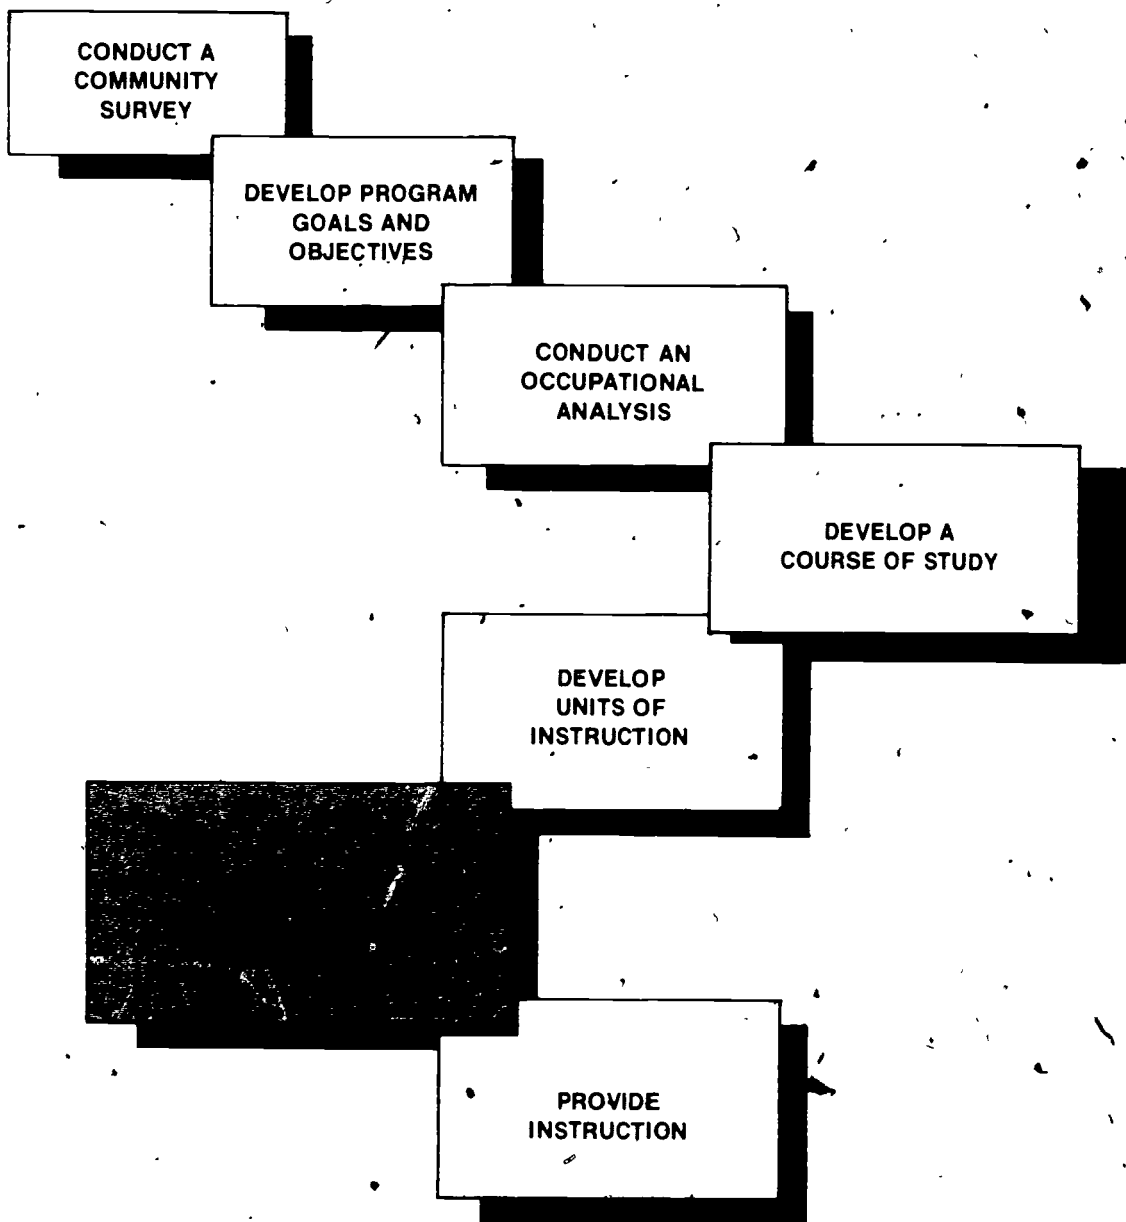 CONDUCT A
COMMUNITY
SURVEY
DEVELOP PROGRAM
GOALS AND
OBJECTIVES
CONDUCT AN
OCCUPATIONAL
ANALYSIS
DEVELOP A
COURSE OF STUDY
DEVELOP
UNITS OF
INSTRUCTION
PROVIDE
INSTRUCTION